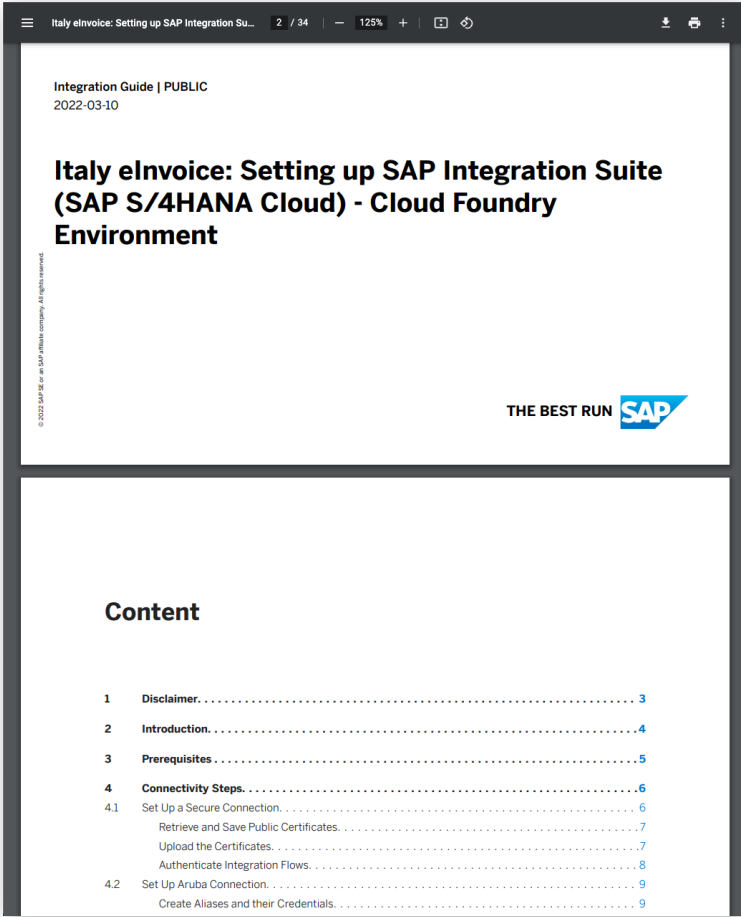 Italy eInvoice: Setting up SAP Integration Su... 2 / 34 125%
Integration Guide | PUBLIC
2022-03-10
Italy eInvoice: Setting up SAP Integration Suite
(SAP S/4HANA Cloud) - Cloud Foundry
Environment
© 2022 SAP SE or an SAP affiliate company. All rights reserved.
THE BEST RUN SAP
Content
1 Disclaimer. . . . . . . . . . . . . . . . . . . . 3
2 Introduction. . . . . . . . . . . . . . . . . . . . 4
3 Prerequisites . . . . . . . . . . . . . . . . . . . . 5
4 Connectivity Steps. . . . . . . . . . . . . . . . . . . . 6
4.1 Set Up a Secure Connection. . . . . . . . . . . . . . . . . . . . 6
Retrieve and Save Public Certificates. . . . . . . . . . . . . . . . . . . . 7
Upload the Certificates. . . . . . . . . . . . . . . . . . . . 7
Authenticate Integration Flows. . . . . . . . . . . . . . . . . . . . 8
4.2 Set Up Aruba Connection. . . . . . . . . . . . . . . . . . . . 9
Create Aliases and their Credentials. . . . . . . . . . . . . . . . . . . . 9